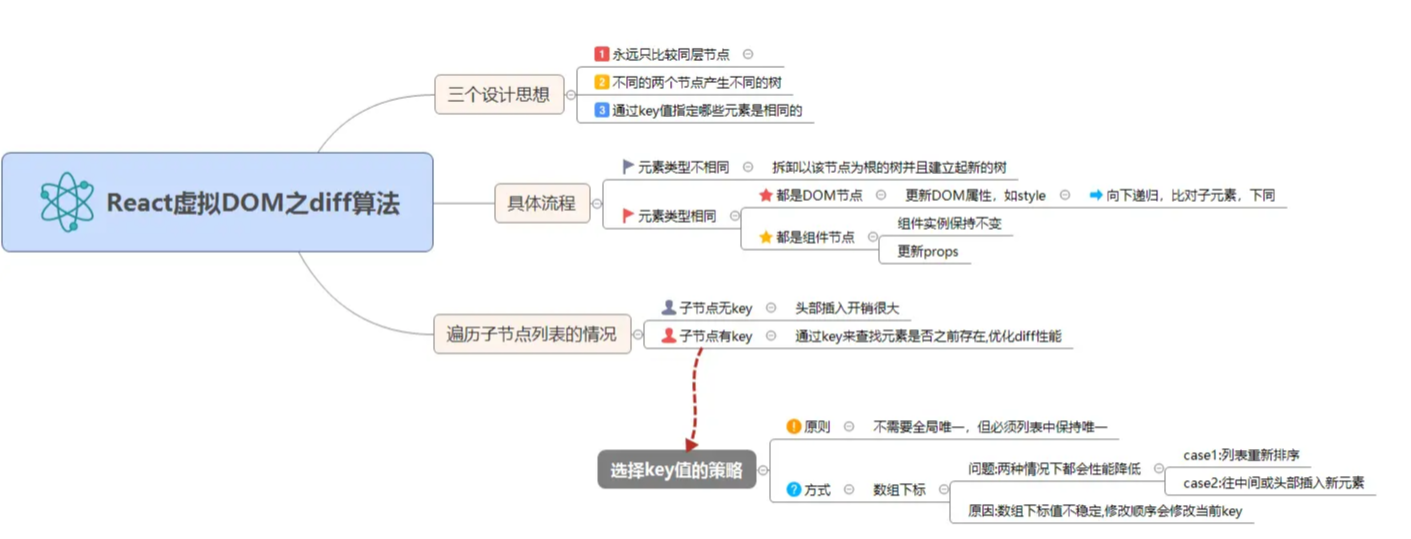 React虚拟DOM之diff算法
三个设计思想
1 永远只比较同层节点
2 不同的两个节点产生不同的树
3 通过key值指定哪些元素是相同的
具体流程
元素类型不相同
拆卸以该节点为根的树并且建立起新的树
元素类型相同
都是DOM节点
更新DOM属性，如style
向下递归，比对子元素，下同
都是组件节点
组件实例保持不变
更新props
遍历子节点列表的情况
子节点无key
头部插入开销很大
子节点有key
通过key来查找元素是否之前存在,优化diff性能
选择key值的策略
! 原则
不需要全局唯一，但必须列表中保持唯一
? 方式
数组下标
问题:两种情况下都会性能降低
case1:列表重新排序
case2:往中间或头部插入新元素
原因:数组下标值不稳定,修改顺序会修改当前key